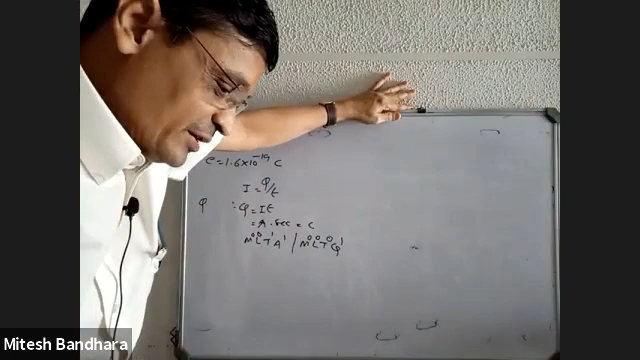 e = 1.6×10⁻¹⁹ C
I = Q/t
Q ∴ Q = It
= A · sec = C
M⁰L⁰T¹A¹ / M⁰L⁰T⁰Q¹
Mitesh Bandhara